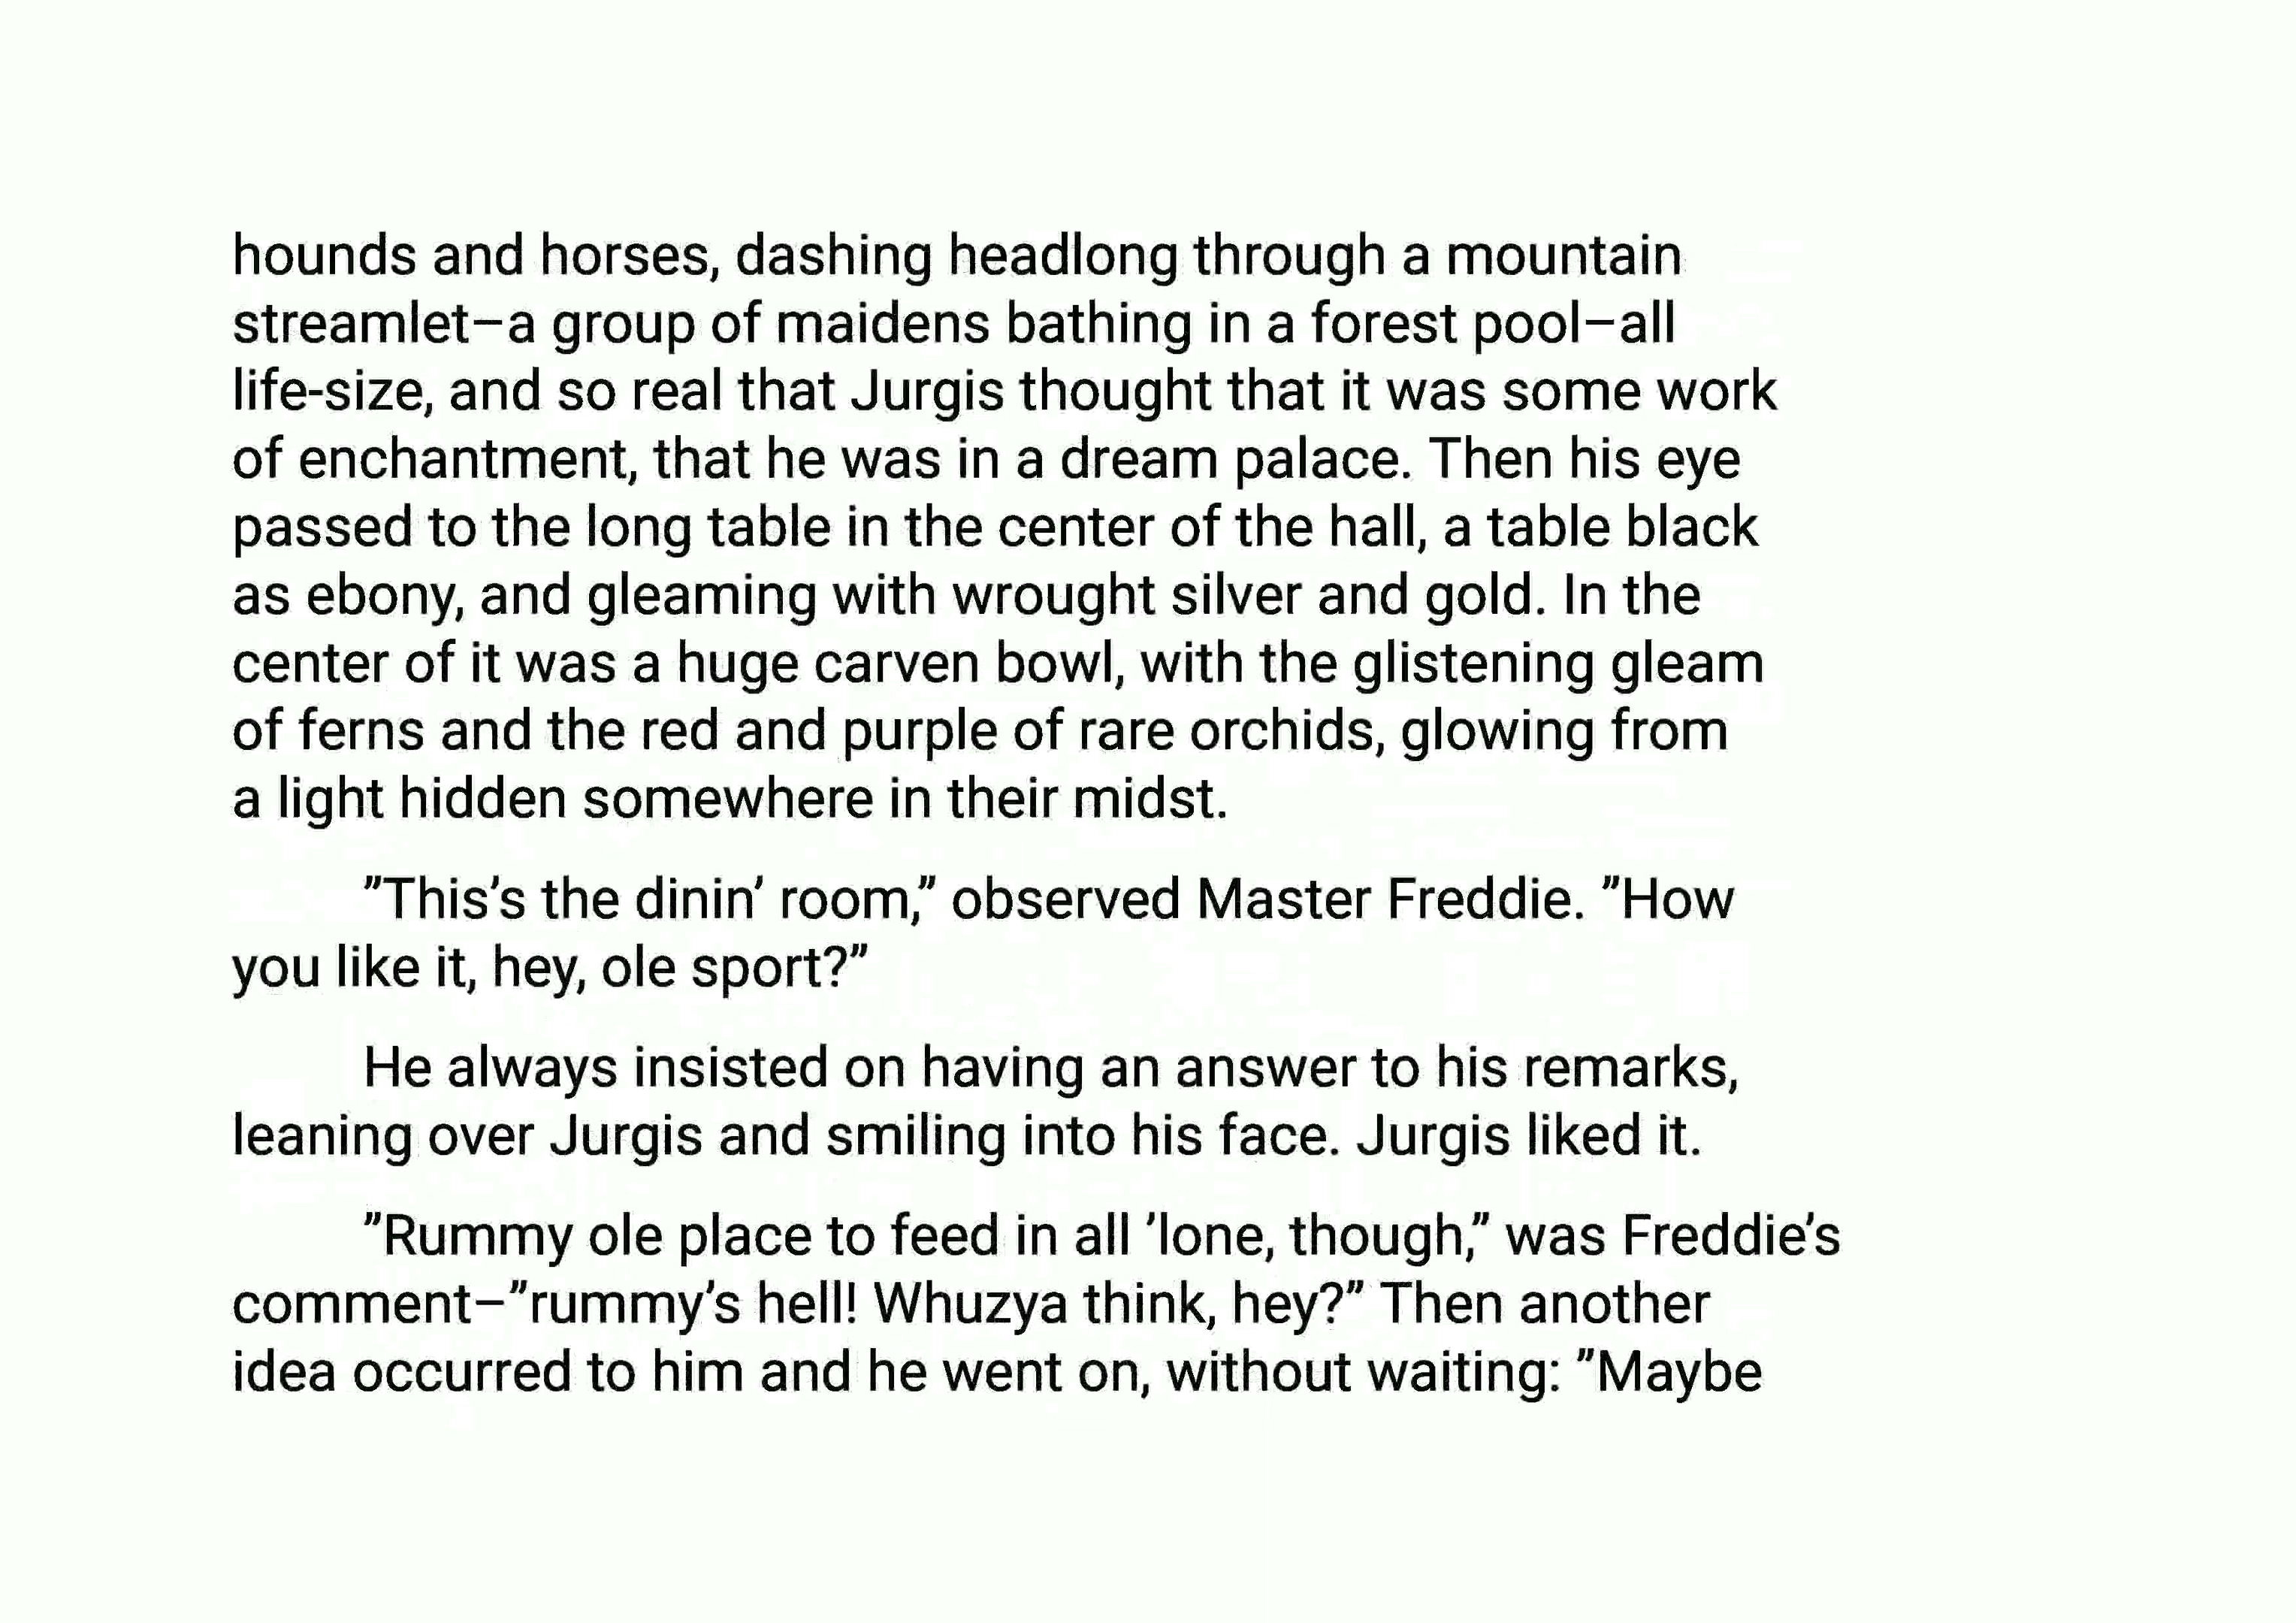 hounds and horses, dashing headlong through a mountain
streamlet–a group of maidens bathing in a forest pool–all
life-size, and so real that Jurgis thought that it was some work
of enchantment, that he was in a dream palace. Then his eye
passed to the long table in the center of the hall, a table black
as ebony, and gleaming with wrought silver and gold. In the
center of it was a huge carven bowl, with the glistening gleam
of ferns and the red and purple of rare orchids, glowing from
a light hidden somewhere in their midst.
”This’s the dinin’ room,” observed Master Freddie. ”How
you like it, hey, ole sport?”
He always insisted on having an answer to his remarks,
leaning over Jurgis and smiling into his face. Jurgis liked it.
”Rummy ole place to feed in all ’lone, though,” was Freddie’s
comment–”rummy’s hell! Whuzya think, hey?” Then another
idea occurred to him and he went on, without waiting: ”Maybe